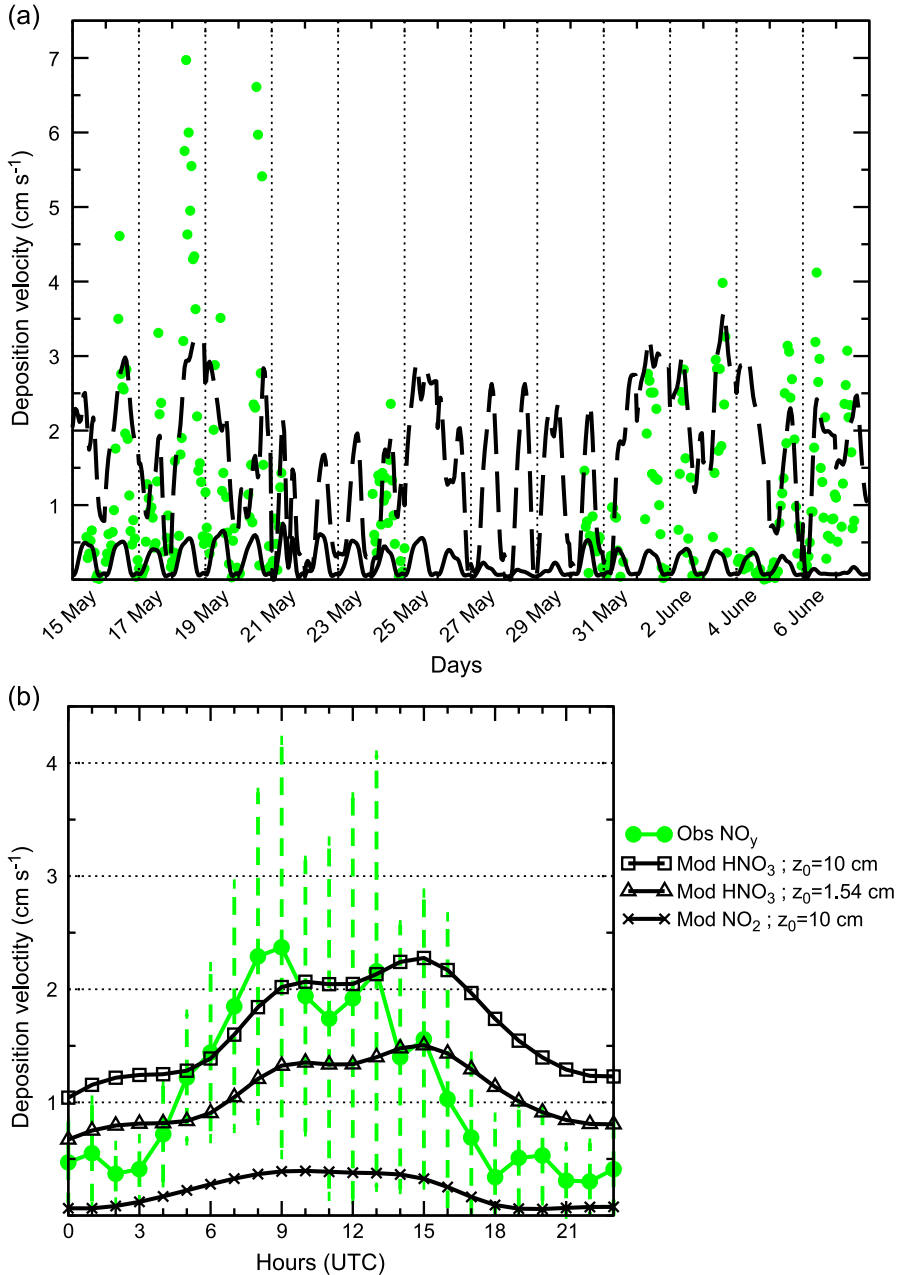 (a)
7
6
5
4
3
2
1
Deposition velocity (cm s⁻¹)
15 May
17 May
19 May
21 May
23 May
25 May
27 May
29 May
31 May
2 June
4 June
6 June
Days
(b)
4
3
2
1
Deposition veloctity (cm s⁻¹)
0 3 6 9 12 15 18 21
Hours (UTC)
Obs NOy
Mod HNO₃ ; z₀=10 cm
Mod HNO₃ ; z₀=1.54 cm
Mod NO₂ ; z₀=10 cm